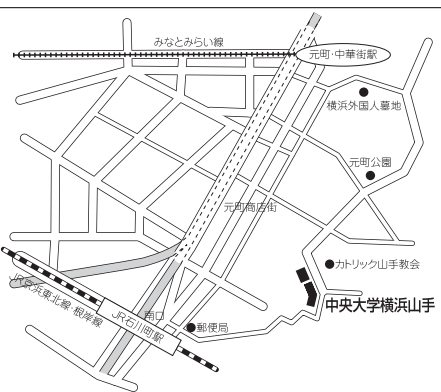 みなとみらい線
元町・中華街駅
横浜外国人墓地
元町公園
元町商店街
カトリック山手教会
中央大学横浜山手
JR京浜東北線・根岸線
JR石川町駅
南口
郵便局